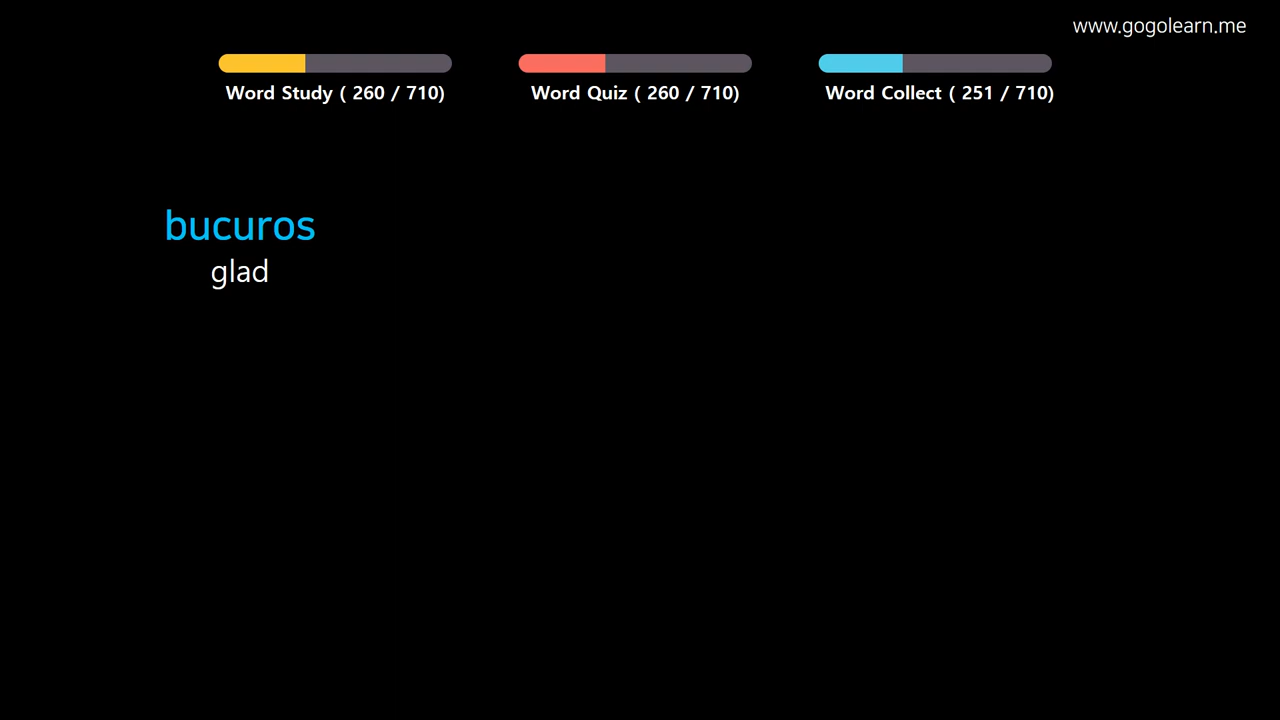 www.gogolearn.me
Word Study ( 260 / 710)
Word Quiz ( 260 / 710)
Word Collect ( 251 / 710)
bucuros
glad